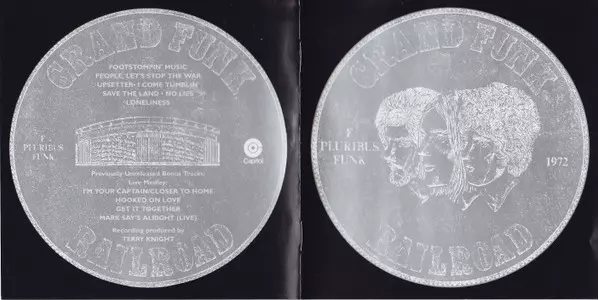 GRAND FUNK
FOOTSTOMPIN' MUSIC
PEOPLE, LET'S STOP THE WAR
UPSETTER • I COME TUMBLIN'
SAVE THE LAND • NO LIES
LONELINESS
E
PLURIBUS
FUNK
Capitol
Previously Unreleased Bonus Tracks:
Live Medley:
I'M YOUR CAPTAIN/CLOSER TO HOME
HOOKED ON LOVE
GET IT TOGETHER
MARK SAY'S ALRIGHT (LIVE)
Recording produced by
TERRY KNIGHT
RAILROAD
GRAND FUNK
E
PLURIBUS
FUNK
1972
RAILROAD